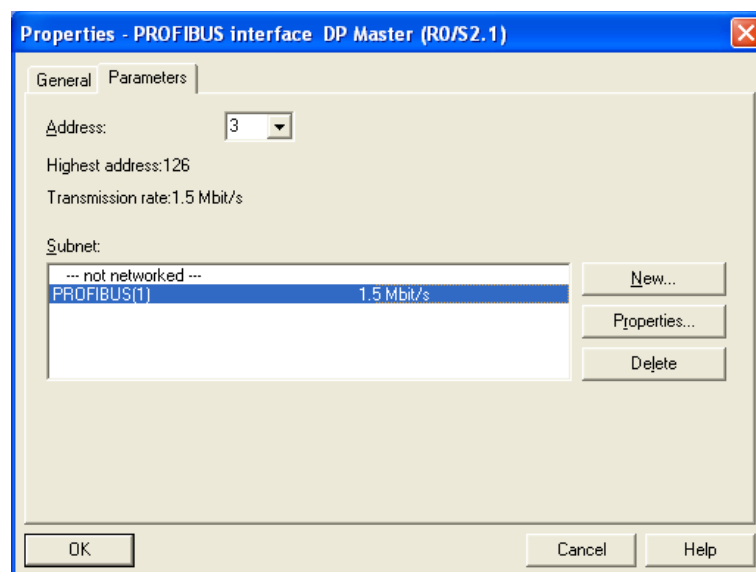 Properties - PROFIBUS interface DP Master (R0/S2.1)
General Parameters
Address: 3
Highest address:126
Transmission rate:1.5 Mbit/s
Subnet:
--- not networked ---
PROFIBUS(1) 1.5 Mbit/s
New...
Properties...
Delete
OK Cancel Help